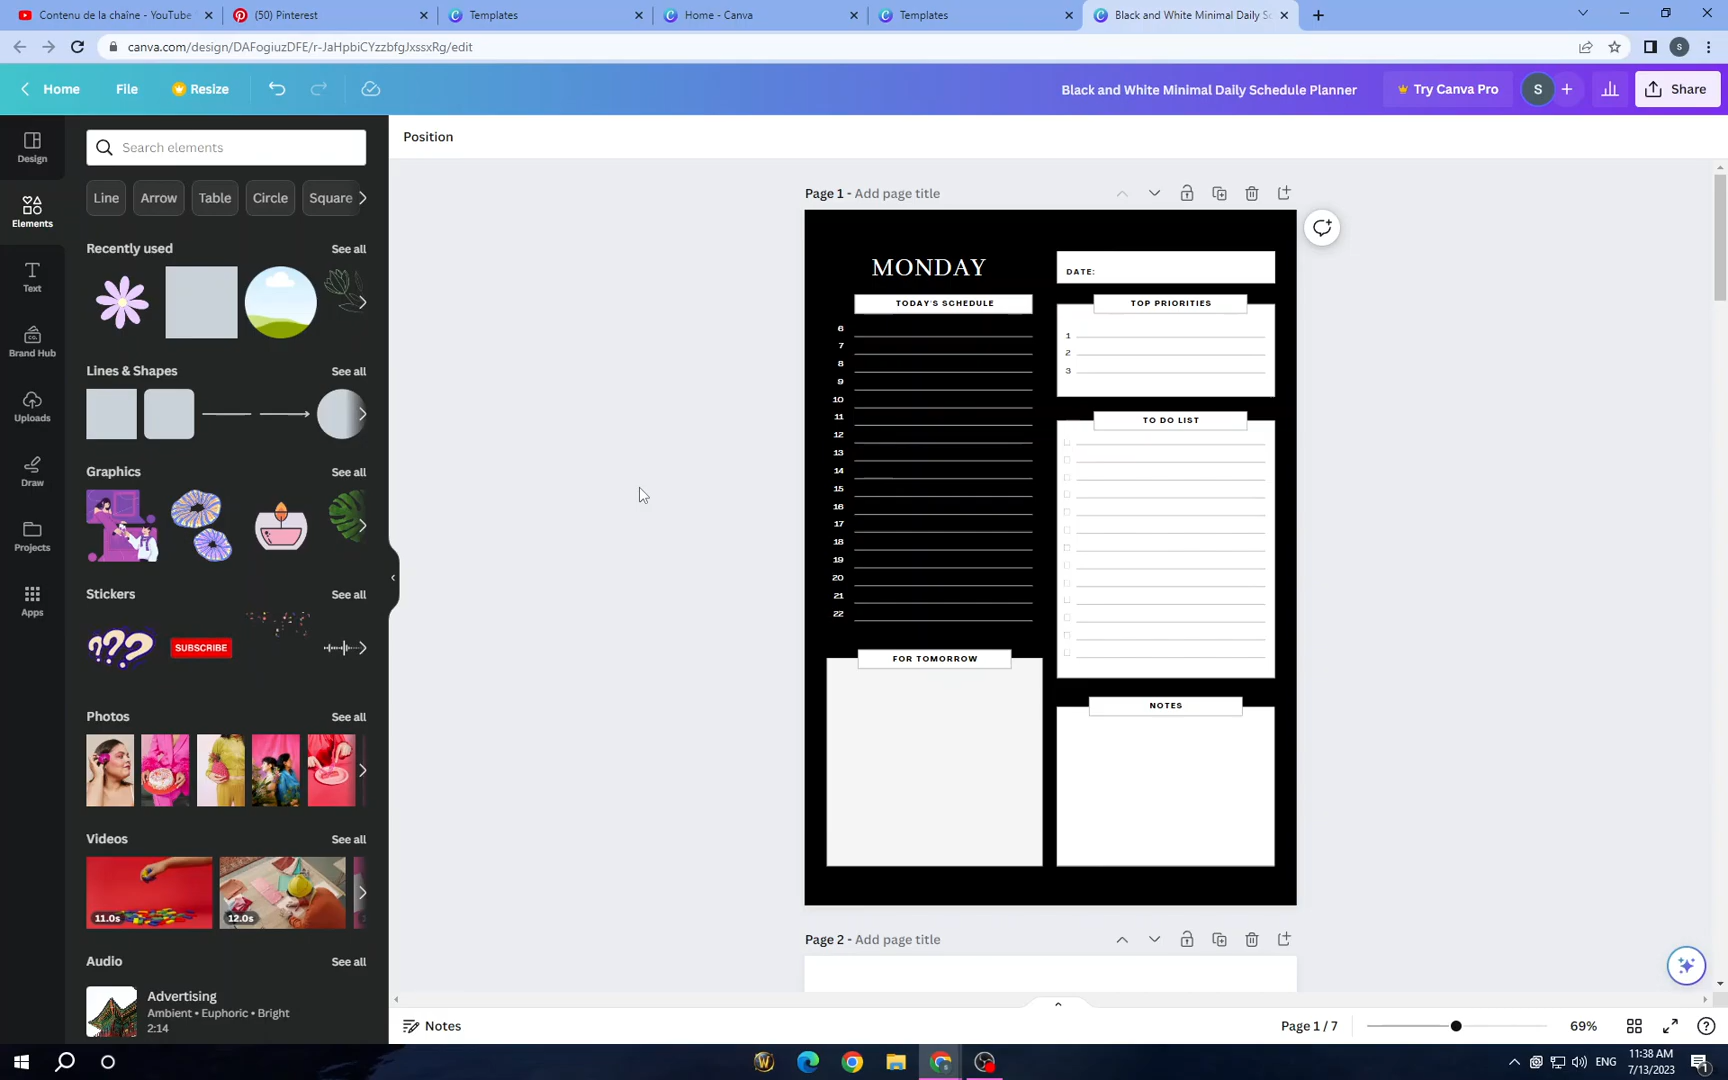 Contenu de la chaîne - YouTube
(50) Pinterest
Templates
Home - Canva
Templates
Black and White Minimal Daily Sc
canva.com/design/DAFogiuzDFE/r-JaHpbiCYzzbfgJxssxRg/edit
S
Home
File
Resize
Black and White Minimal Daily Schedule Planner
Try Canva Pro
S
Share
Design
Elements
Text
Brand Hub
Uploads
Draw
Projects
Apps
Search elements
Line
Arrow
Table
Circle
Square
Recently used
See all
Lines & Shapes
See all
Graphics
See all
Stickers
See all
???
SUBSCRIBE
Photos
See all
Videos
See all
11.0s
12.0s
Audio
See all
Advertising
Ambient • Euphoric • Bright
2:14
Position
Page 1 - Add page title
MONDAY
DATE:
TODAY'S SCHEDULE
6
7
8
9
10
11
12
13
14
15
16
17
18
19
20
21
22
TOP PRIORITIES
1
2
3
TO DO LIST
FOR TOMORROW
NOTES
Page 2 - Add page title
Notes
Page 1 / 7
69%
ENG
11:38 AM
7/13/2023
1